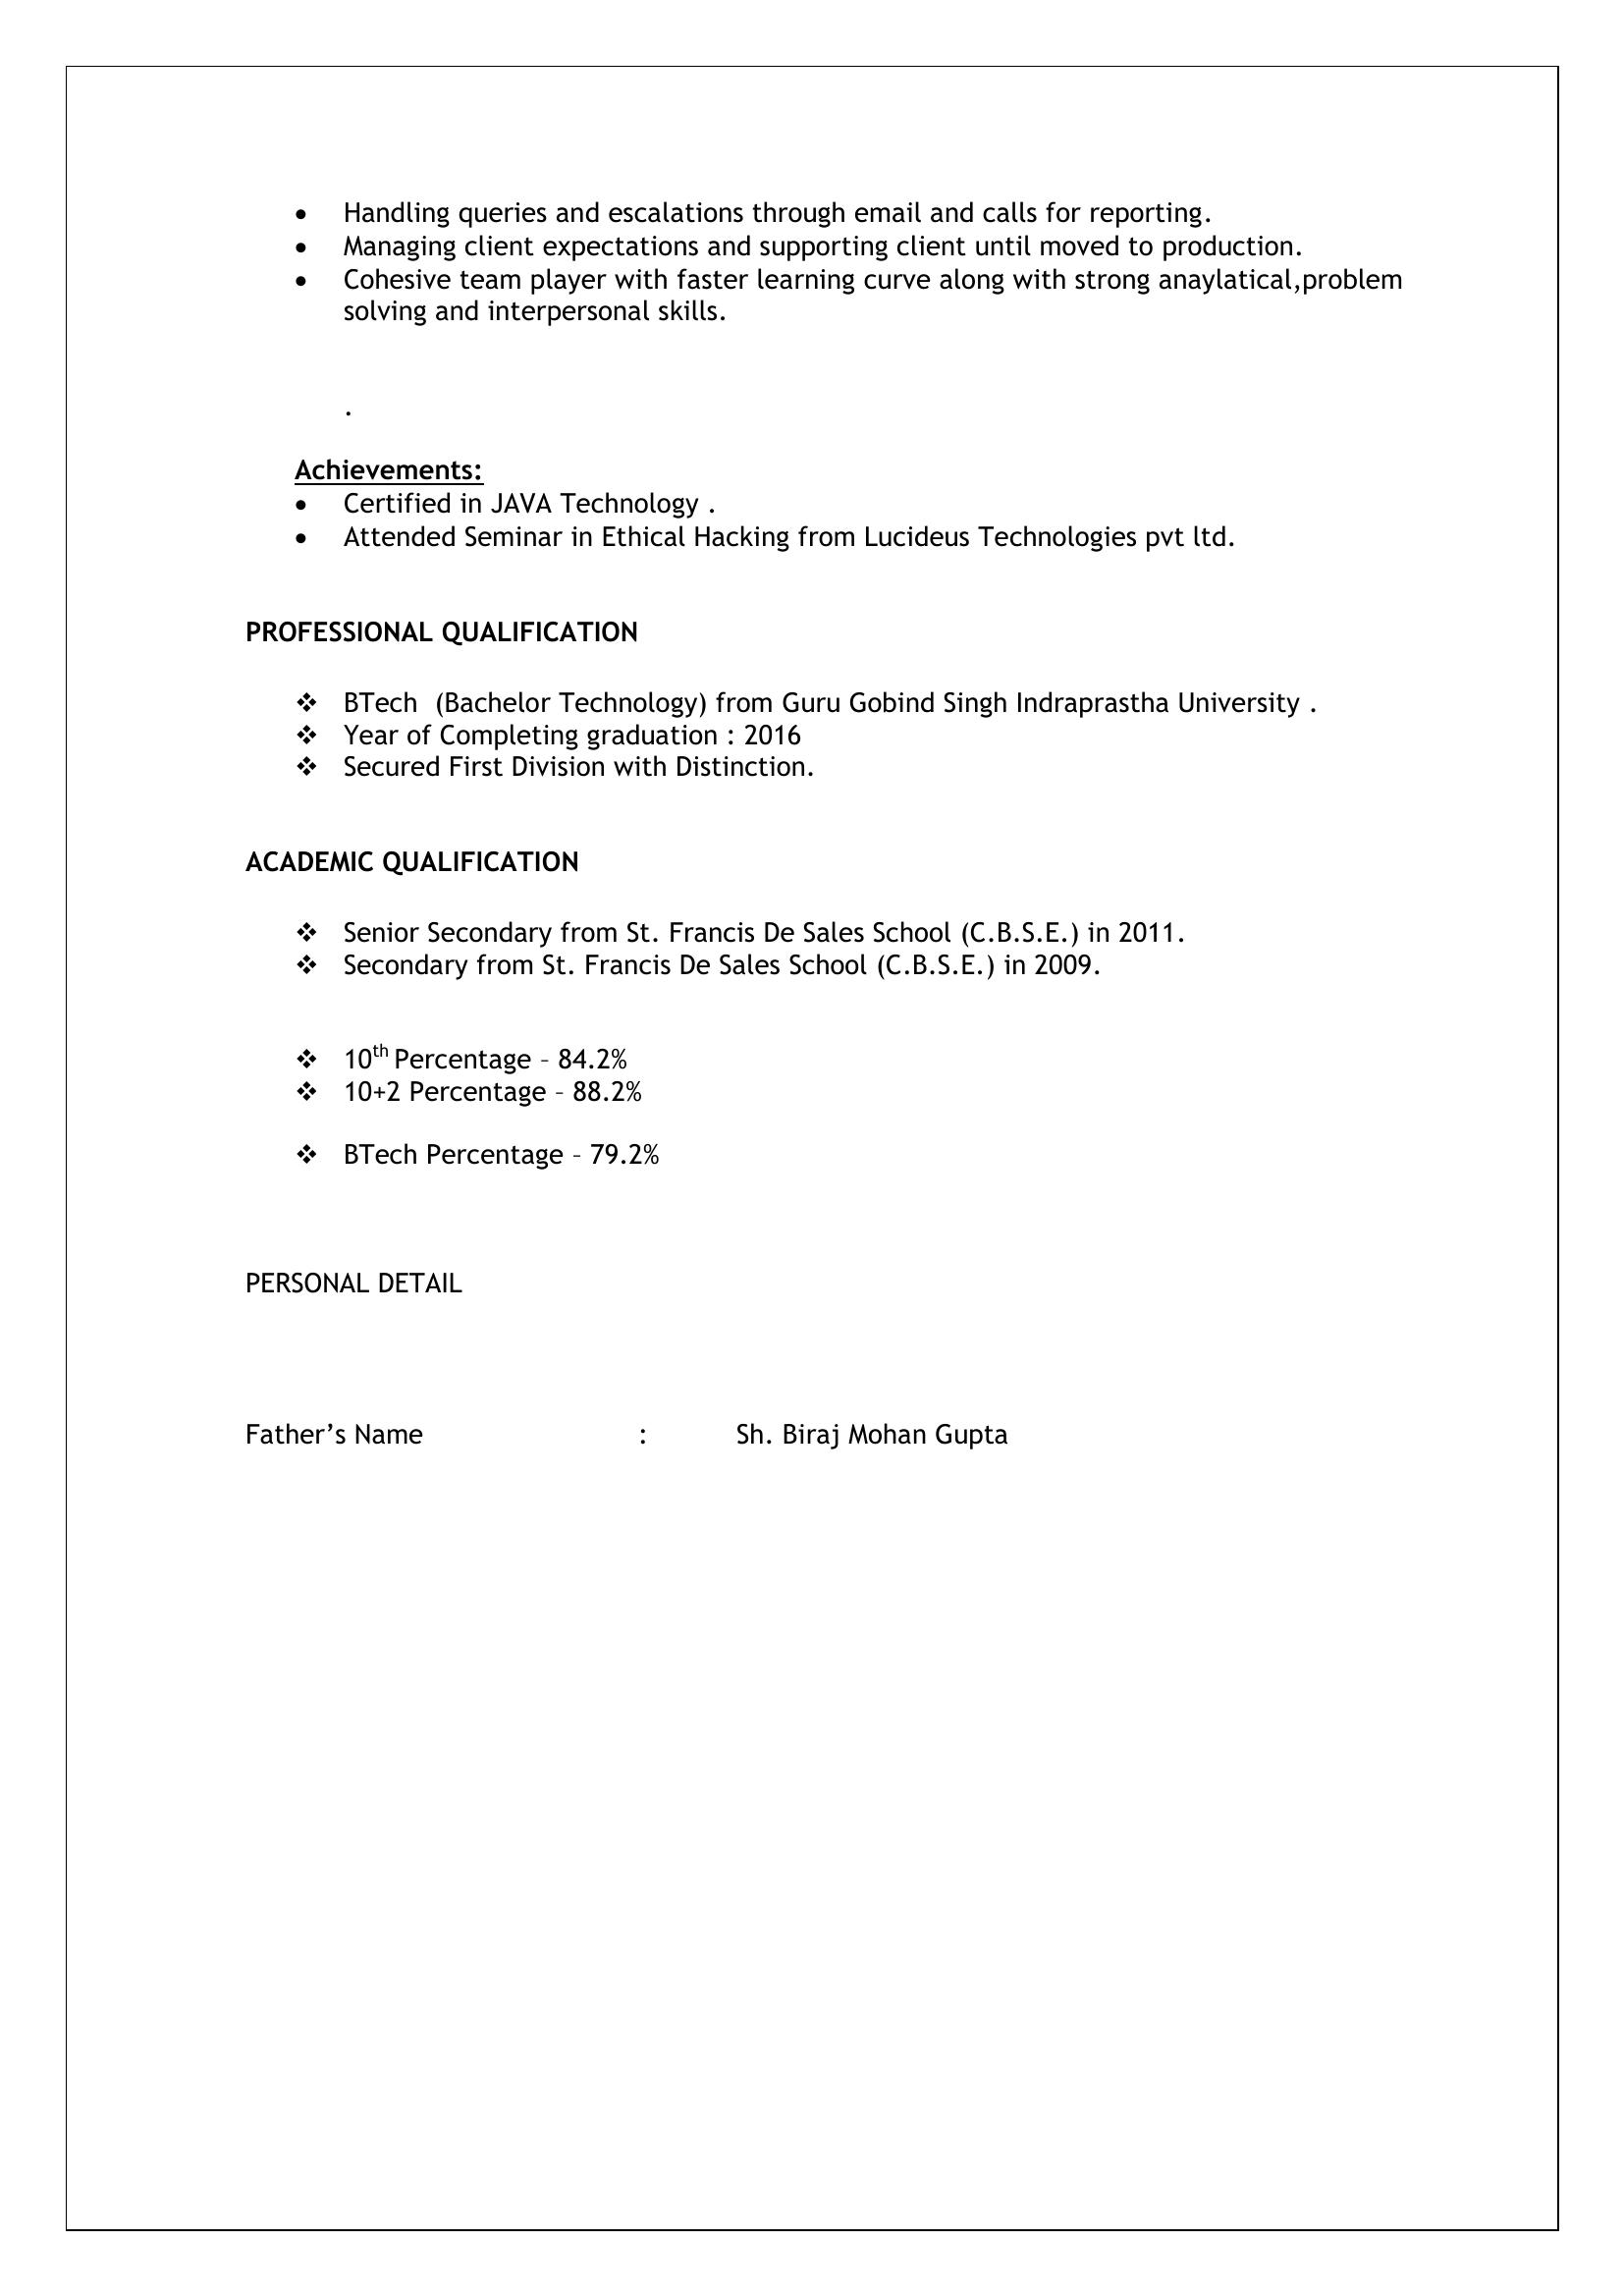 • Handling queries and escalations through email and calls for reporting.
• Managing client expectations and supporting client until moved to production.
• Cohesive team player with faster learning curve along with strong anaylatical,problem
solving and interpersonal skills.
.
Achievements:
• Certified in JAVA Technology .
• Attended Seminar in Ethical Hacking from Lucideus Technologies pvt ltd.
PROFESSIONAL QUALIFICATION
❖ BTech  (Bachelor Technology) from Guru Gobind Singh Indraprastha University .
❖ Year of Completing graduation : 2016
❖ Secured First Division with Distinction.
ACADEMIC QUALIFICATION
❖ Senior Secondary from St. Francis De Sales School (C.B.S.E.) in 2011.
❖ Secondary from St. Francis De Sales School (C.B.S.E.) in 2009.
❖ 10th Percentage – 84.2%
❖ 10+2 Percentage – 88.2%
❖ BTech Percentage – 79.2%
PERSONAL DETAIL
Father’s Name : Sh. Biraj Mohan Gupta